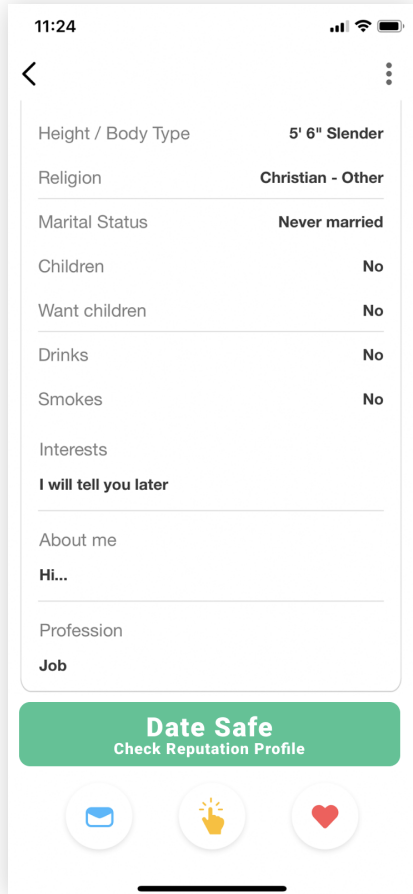 11:24
Height / Body Type 5' 6" Slender
Religion Christian - Other
Marital Status Never married
Children No
Want children No
Drinks No
Smokes No
Interests
I will tell you later
About me
Hi...
Profession
Job
Date Safe
Check Reputation Profile